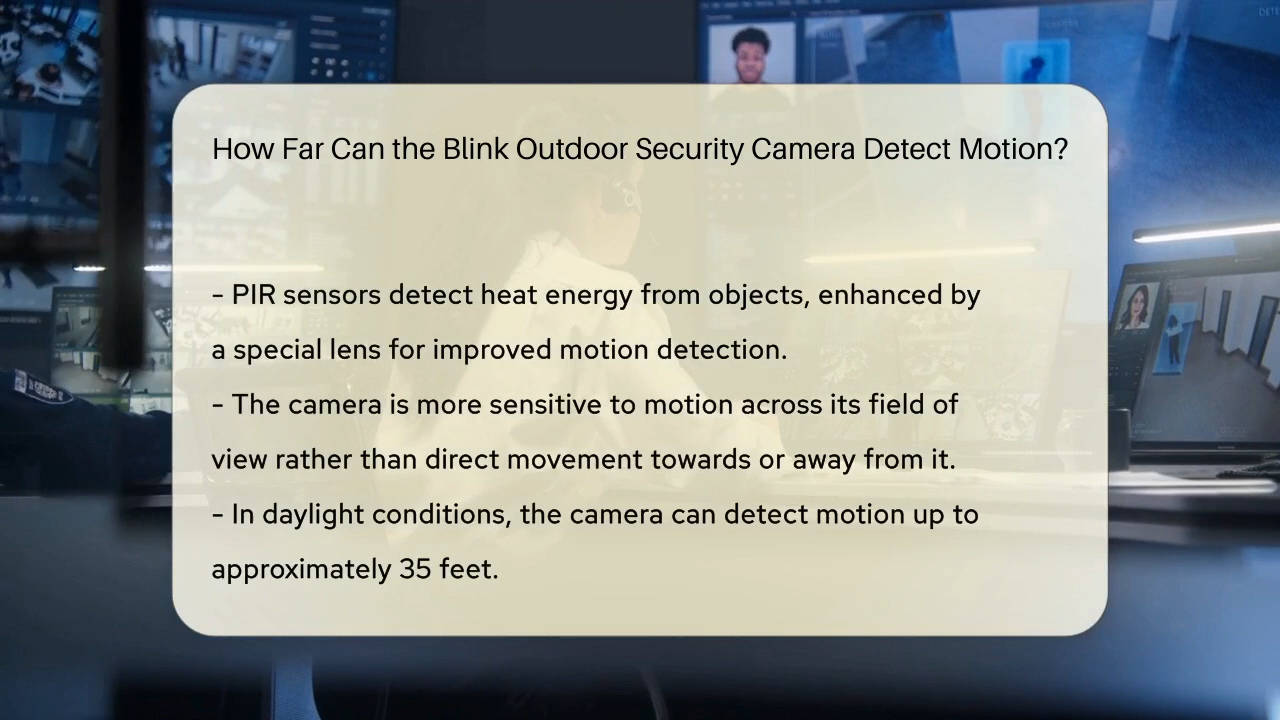 How Far Can the Blink Outdoor Security Camera Detect Motion?
– PIR sensors detect heat energy from objects, enhanced by
a special lens for improved motion detection.
– The camera is more sensitive to motion across its field of
view rather than direct movement towards or away from it.
– In daylight conditions, the camera can detect motion up to
approximately 35 feet.